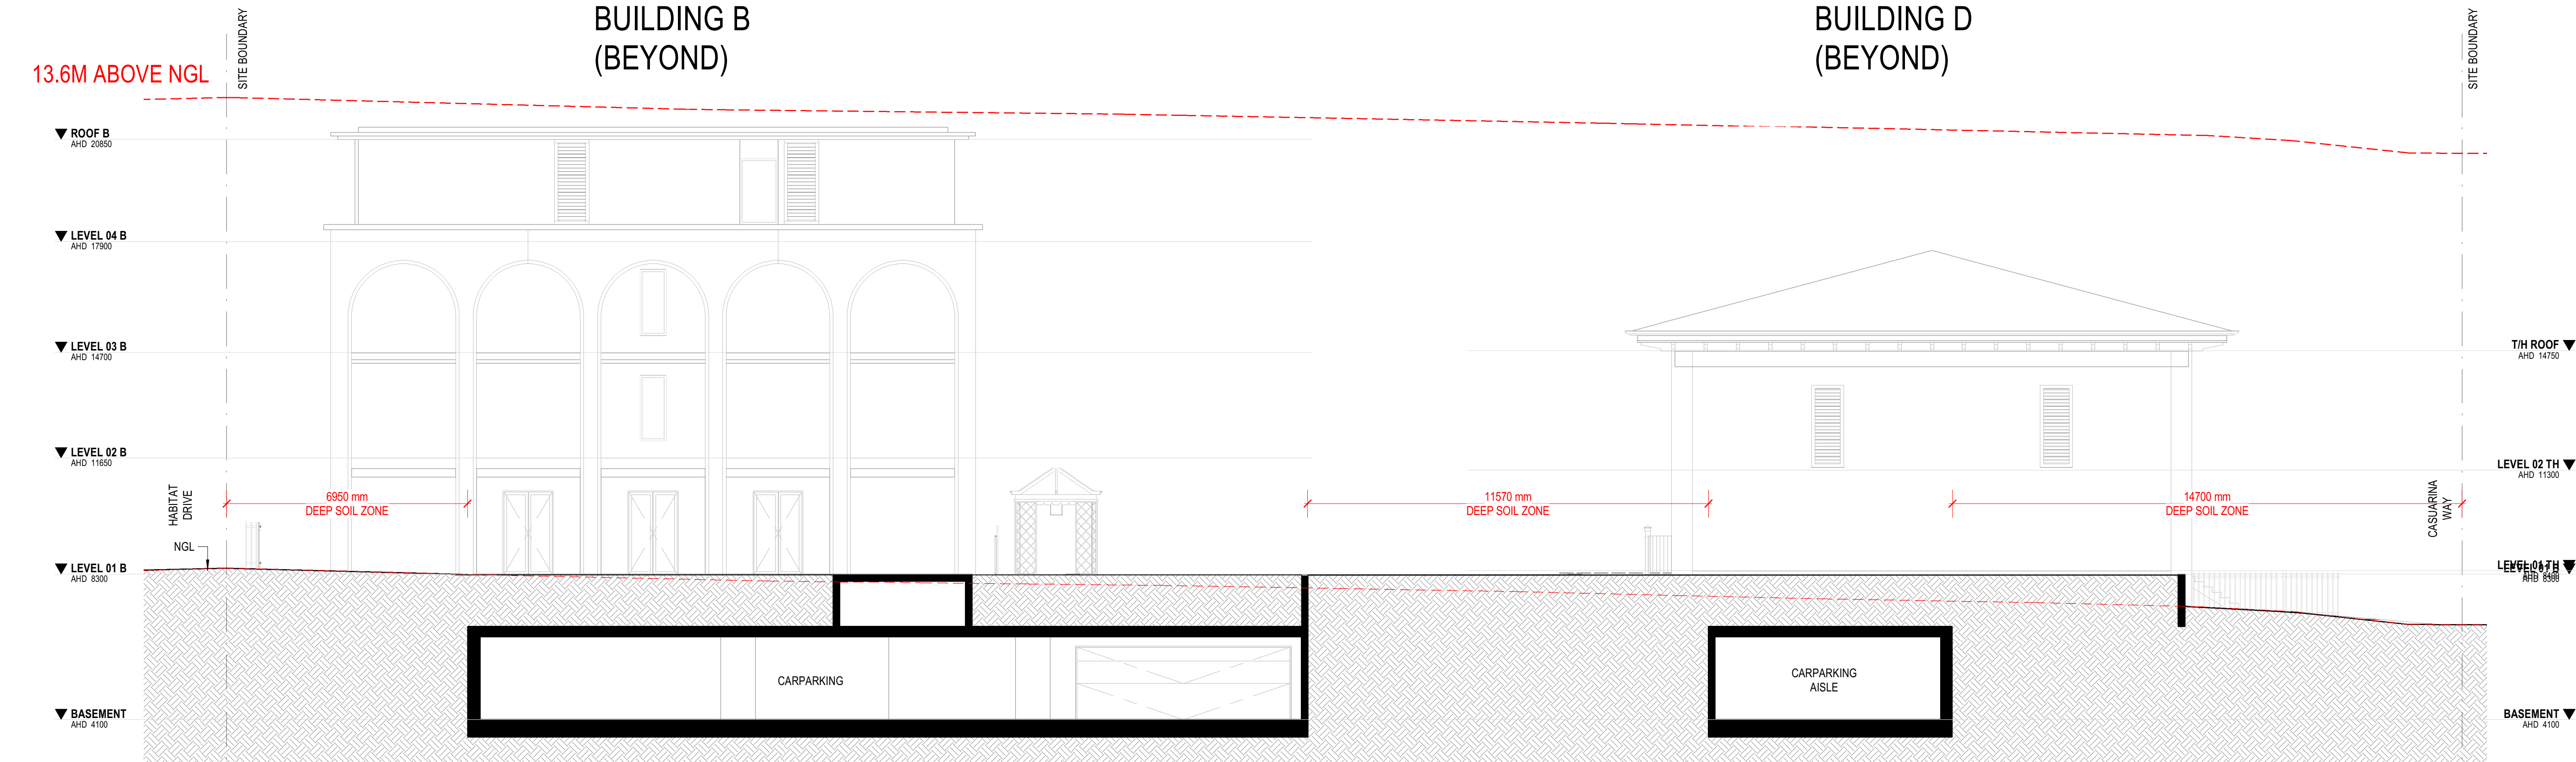 BUILDING B
(BEYOND)
BUILDING D
(BEYOND)
SITE BOUNDARY
SITE BOUNDARY
13.6M ABOVE NGL
ROOF B
AHD 20850
LEVEL 04 B
AHD 17900
LEVEL 03 B
AHD 14700
T/H ROOF
AHD 14750
LEVEL 02 B
AHD 11650
LEVEL 02 TH
AHD 11300
HABITAT
DRIVE
6950 mm
DEEP SOIL ZONE
11570 mm
DEEP SOIL ZONE
14700 mm
DEEP SOIL ZONE
CASUARINA
WAY
NGL
LEVEL 01 B
AHD 8300
LEVEL 01 TH
CARPARKING
CARPARKING
AISLE
BASEMENT
AHD 4100
BASEMENT
AHD 4100